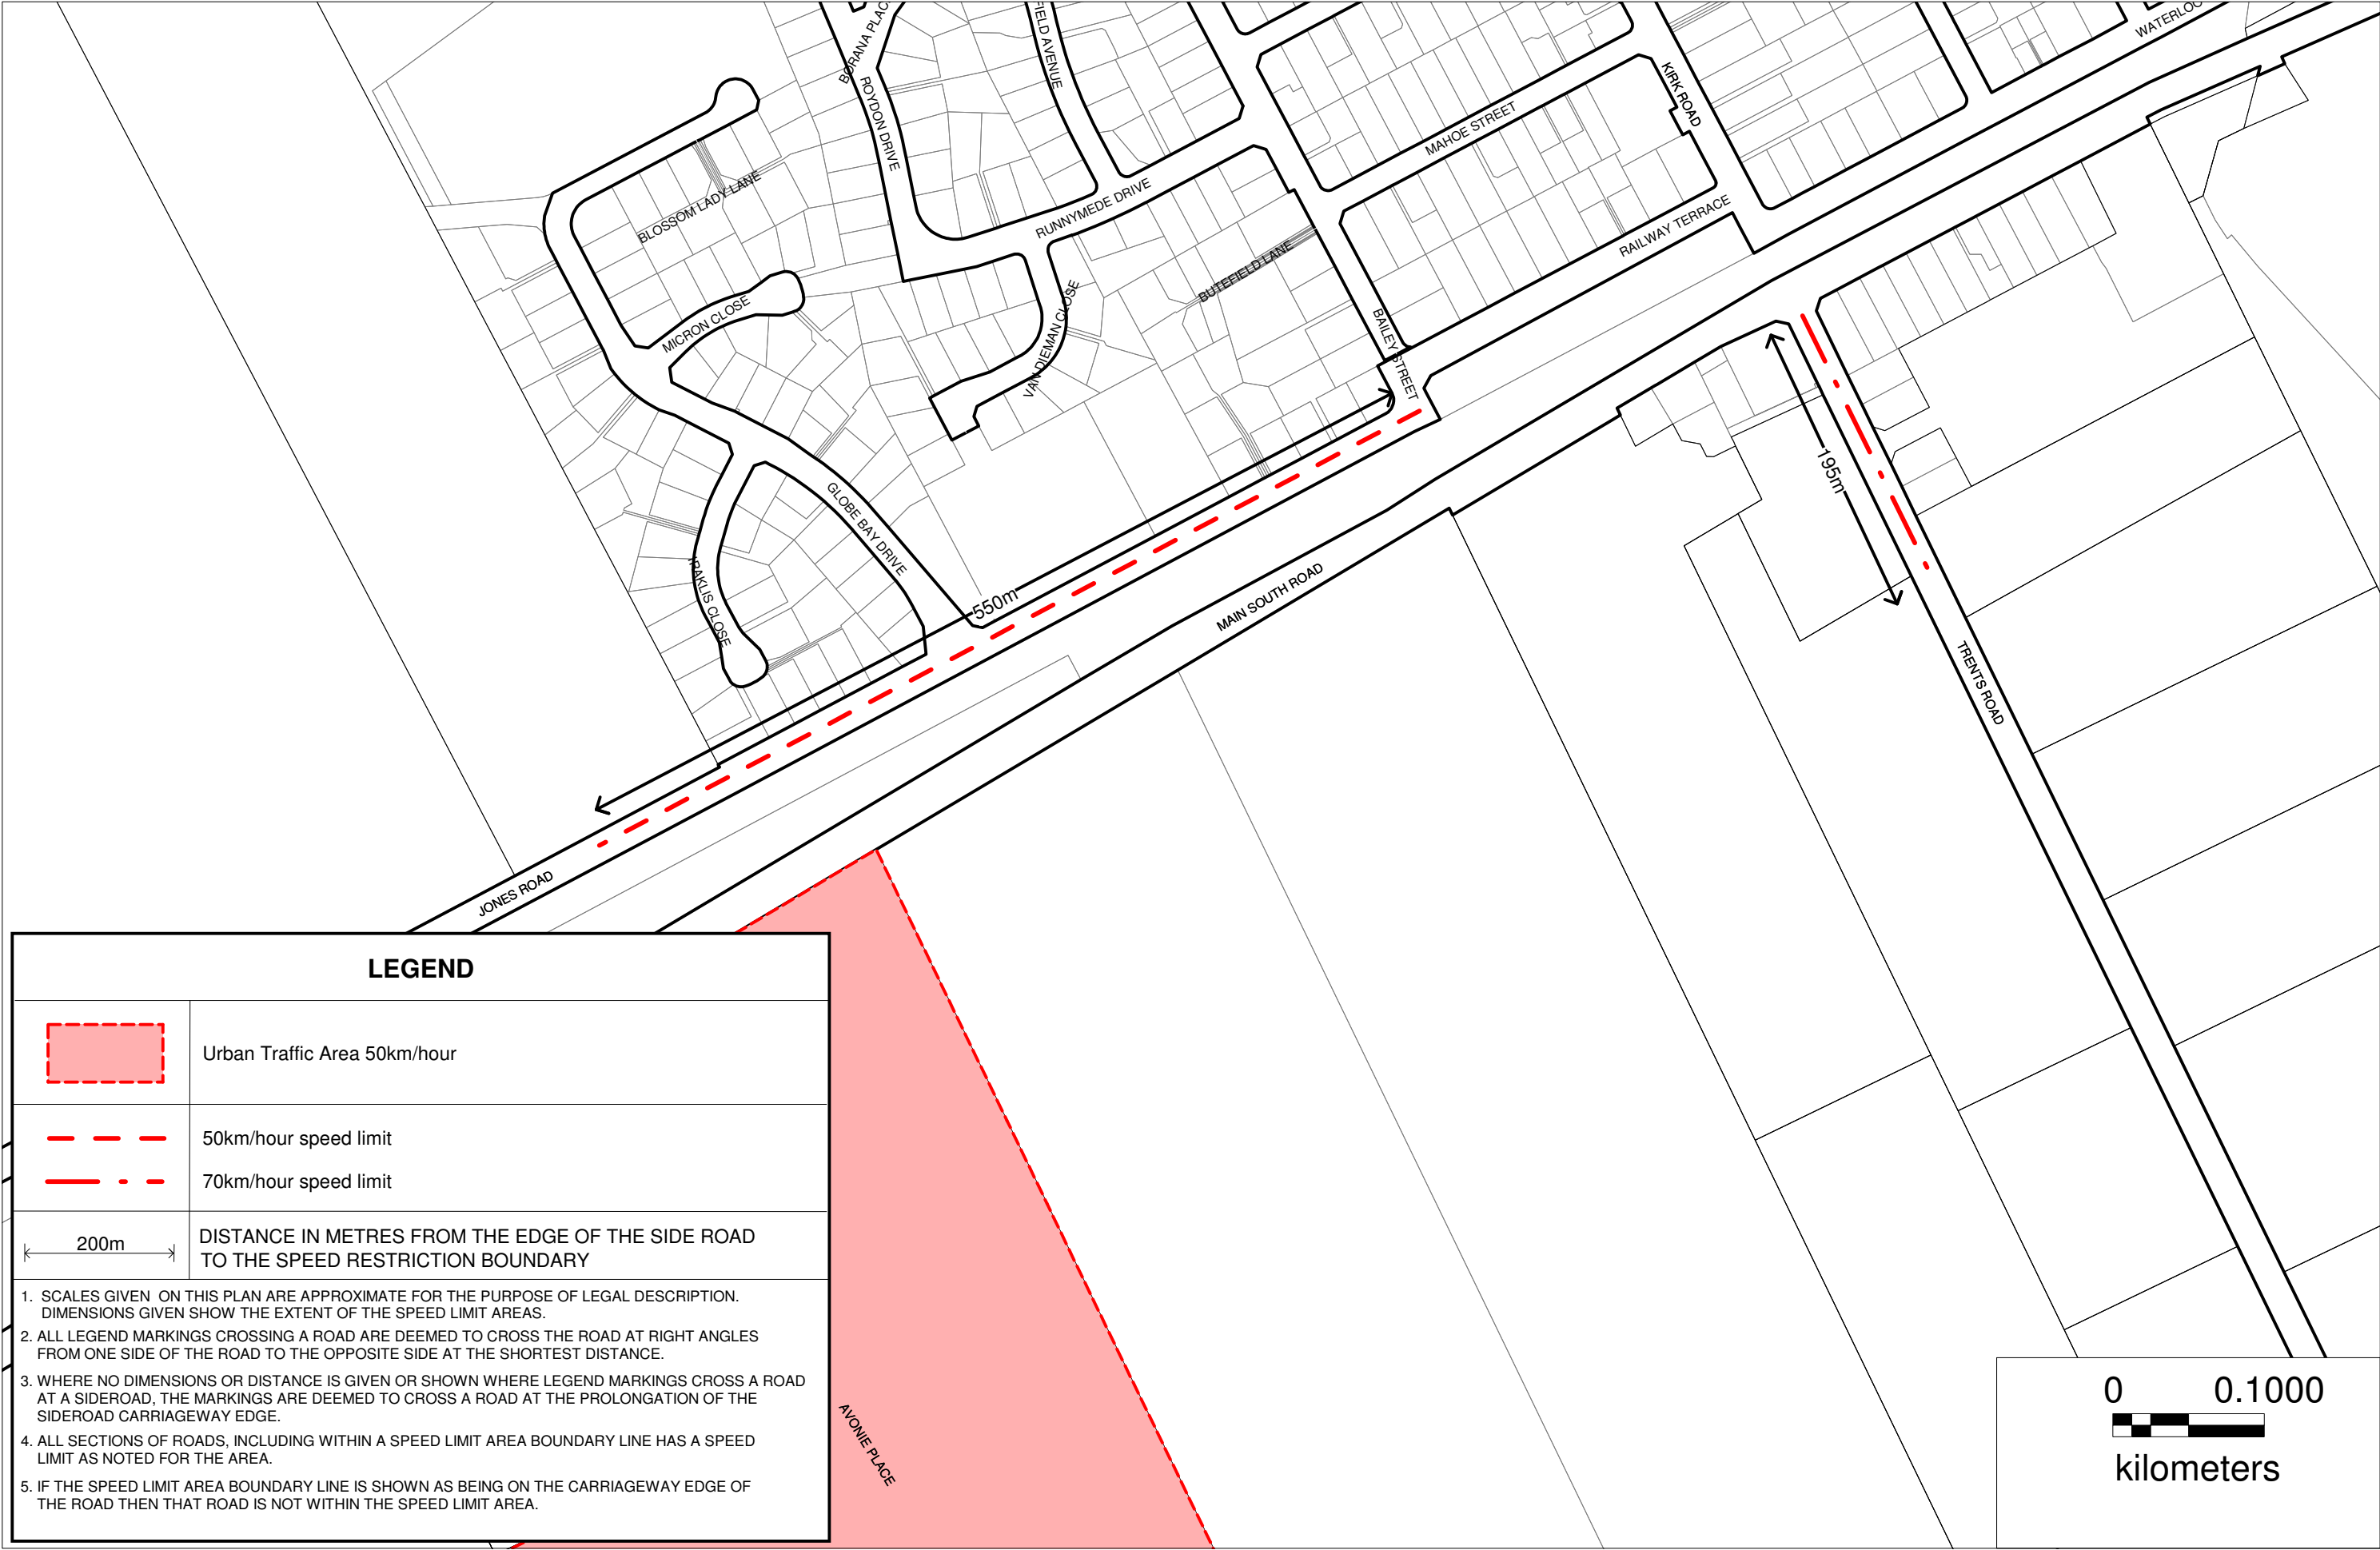 BORANA PLAC
FIELD AVENUE
WATERLOO
KIRK ROAD
ROYDON DRIVE
MAHOE STREET
BLOSSOM LADY LANE
RUNNYMEDE DRIVE
RAILWAY TERRACE
BUTEFIELD LANE
MICRON CLOSE
VAN DIEMAN CLOSE
BAILEY STREET
195m
GLOBE BAY DRIVE
IRAKLIS CLOSE
550m
MAIN SOUTH ROAD
TRENTS ROAD
JONES ROAD
AVONIE PLACE
LEGEND
Urban Traffic Area 50km/hour
50km/hour speed limit
70km/hour speed limit
200m
DISTANCE IN METRES FROM THE EDGE OF THE SIDE ROAD
TO THE SPEED RESTRICTION BOUNDARY
1. SCALES GIVEN ON THIS PLAN ARE APPROXIMATE FOR THE PURPOSE OF LEGAL DESCRIPTION.
DIMENSIONS GIVEN SHOW THE EXTENT OF THE SPEED LIMIT AREAS.
2. ALL LEGEND MARKINGS CROSSING A ROAD ARE DEEMED TO CROSS THE ROAD AT RIGHT ANGLES
FROM ONE SIDE OF THE ROAD TO THE OPPOSITE SIDE AT THE SHORTEST DISTANCE.
3. WHERE NO DIMENSIONS OR DISTANCE IS GIVEN OR SHOWN WHERE LEGEND MARKINGS CROSS A ROAD
AT A SIDEROAD, THE MARKINGS ARE DEEMED TO CROSS A ROAD AT THE PROLONGATION OF THE
SIDEROAD CARRIAGEWAY EDGE.
4. ALL SECTIONS OF ROADS, INCLUDING WITHIN A SPEED LIMIT AREA BOUNDARY LINE HAS A SPEED
LIMIT AS NOTED FOR THE AREA.
5. IF THE SPEED LIMIT AREA BOUNDARY LINE IS SHOWN AS BEING ON THE CARRIAGEWAY EDGE OF
THE ROAD THEN THAT ROAD IS NOT WITHIN THE SPEED LIMIT AREA.
0 0.1000
kilometers